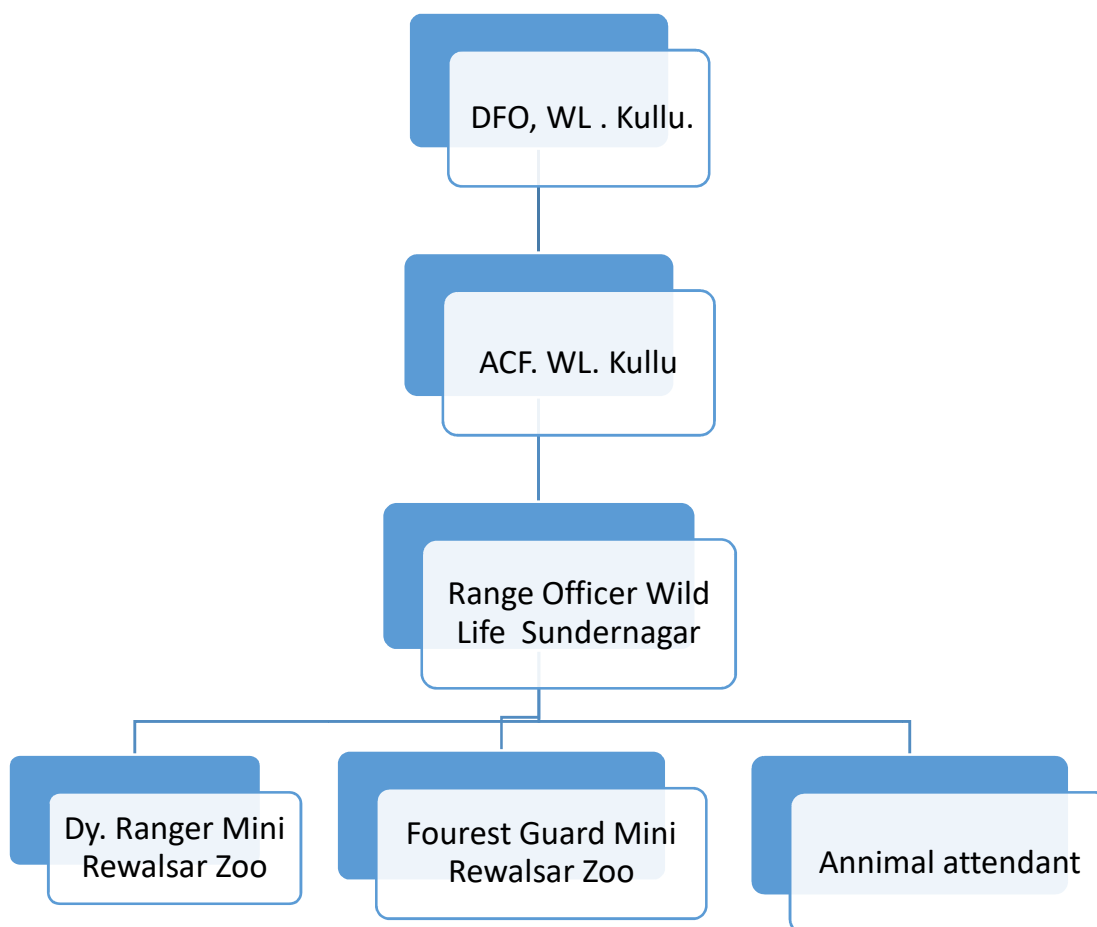 DFO, WL . Kullu.
ACF. WL. Kullu
Range Officer Wild
Life  Sundernagar
Dy. Ranger Mini
Rewalsar Zoo
Fourest Guard Mini
Rewalsar Zoo
Annimal attendant